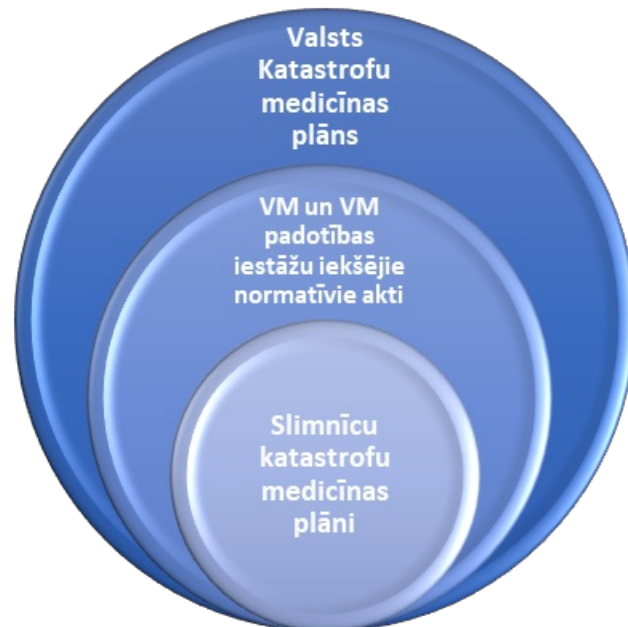 Valsts
Katastrofu
medicīnas
plāns
VM un VM
padotības
iestāžu iekšējie
normatīvie akti
Slimnīcu
katastrofu
medicīnas
plāni